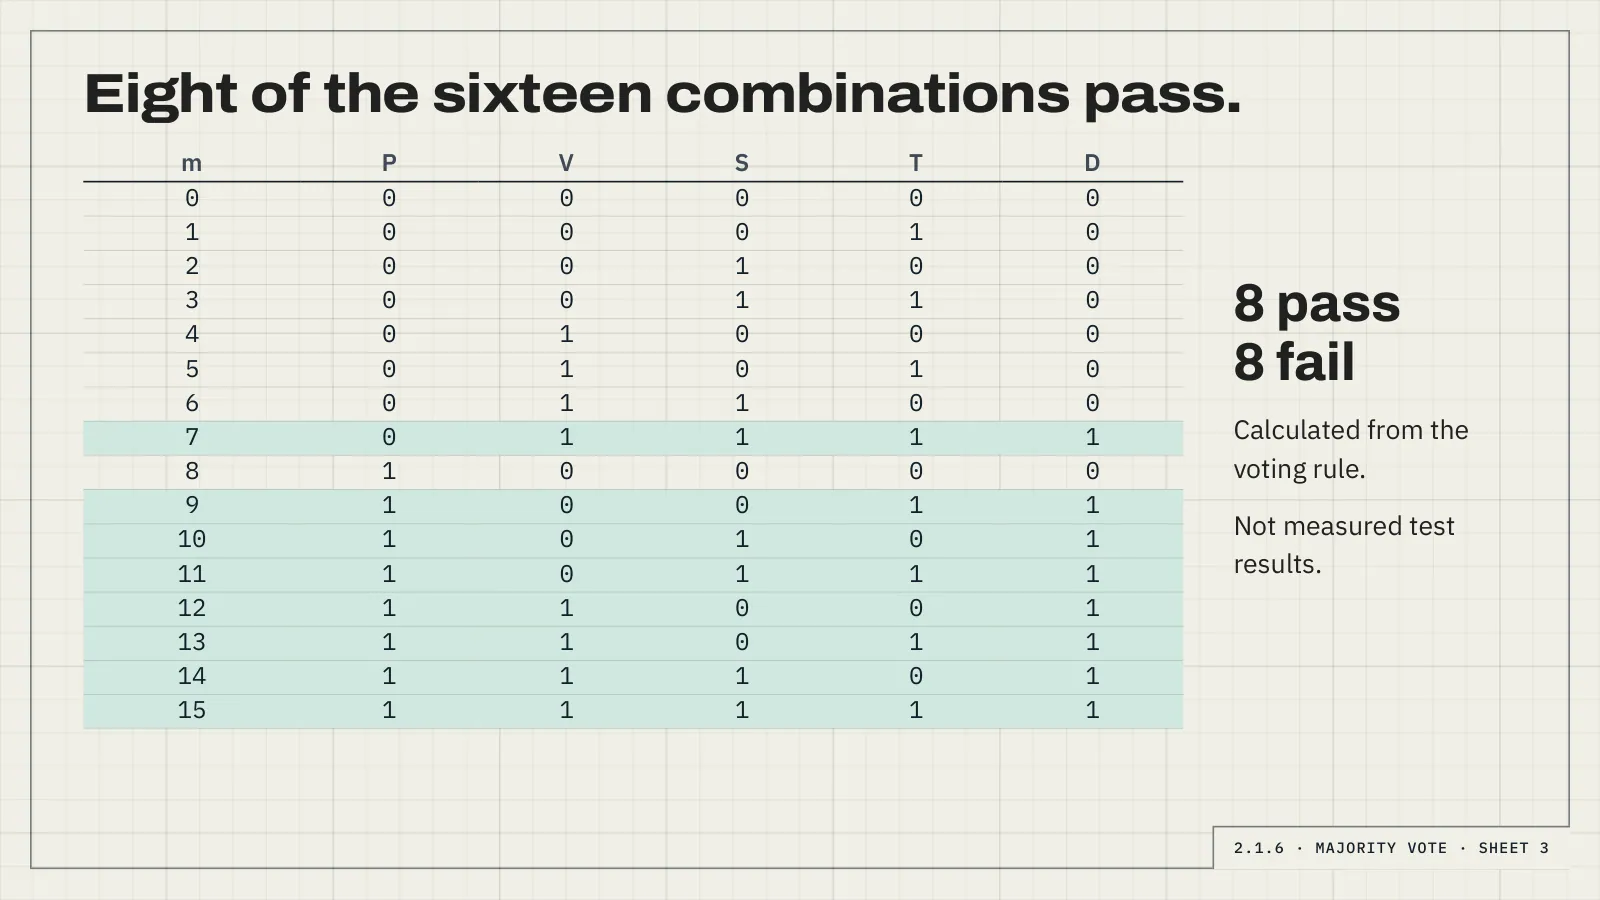 Eight of the sixteen combinations pass.
m P V S T D
0 0 0 0 0 0
1 0 0 0 1 0
2 0 0 1 0 0
3 0 0 1 1 0
4 0 1 0 0 0
5 0 1 0 1 0
6 0 1 1 0 0
7 0 1 1 1 1
8 1 0 0 0 0
9 1 0 0 1 1
10 1 0 1 0 1
11 1 0 1 1 1
12 1 1 0 0 1
13 1 1 0 1 1
14 1 1 1 0 1
15 1 1 1 1 1
8 pass
8 fail
Calculated from the
voting rule.
Not measured test
results.
2.1.6 · MAJORITY VOTE · SHEET 3